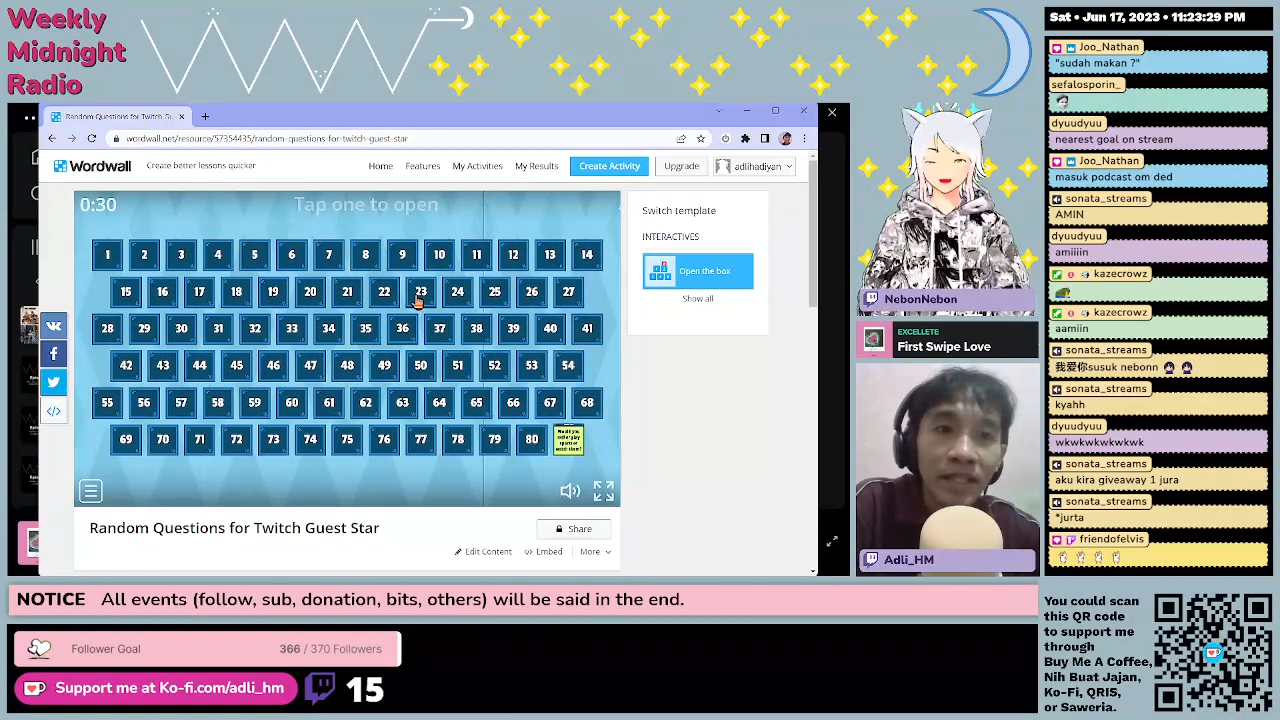 Weekly
Midnight
Radio
Sat • Jun 17, 2023 • 11:23:29 PM
Random Questions for Twitch G
wordwall.net/resource/57354435/random-questions-for-twitch-guest-star
Wordwall
Create better lessons quicker
Home
Features
My Activities
My Results
Create Activity
Upgrade
adlihadiyan
0:30
Tap one to open
1 2 3 4 5 6 7 8 9 10 11 12 13 14
15 16 17 18 19 20 21 22 23 24 25 26 27
28 29 30 31 32 33 34 35 36 37 38 39 40 41
42 43 44 45 46 47 48 49 50 51 52 53 54
55 56 57 58 59 60 61 62 63 64 65 66 67 68
69 70 71 72 73 74 75 76 77 78 79 80
Would you rather play sports or watch them?
Switch template
INTERACTIVES
Open the box
Show all
Random Questions for Twitch Guest Star
Share
Edit Content
Embed
More
NebonNebon
EXCELLETE
First Swipe Love
Adli_HM
Joo_Nathan
"sudah makan ?"
sefalosporin_
dyuudyuu
nearest goal on stream
Joo_Nathan
masuk podcast om ded
sonata_streams
AMIN
dyuudyuu
amiiiin
kazecrowz
kazecrowz
aamiin
sonata_streams
我爱你susuk nebonn
sonata_streams
kyahh
dyuudyuu
wkwkwkwkwkwk
sonata_streams
aku kira giveaway 1 jura
sonata_streams
*jurta
friendofelvis
NOTICE All events (follow, sub, donation, bits, others) will be said in the end.
Follower Goal
366 / 370 Followers
Support me at Ko-fi.com/adli_hm
15
You could scan
this QR code
to support me
through
Buy Me A Coffee,
Nih Buat Jajan,
Ko-Fi, QRIS,
or Saweria.